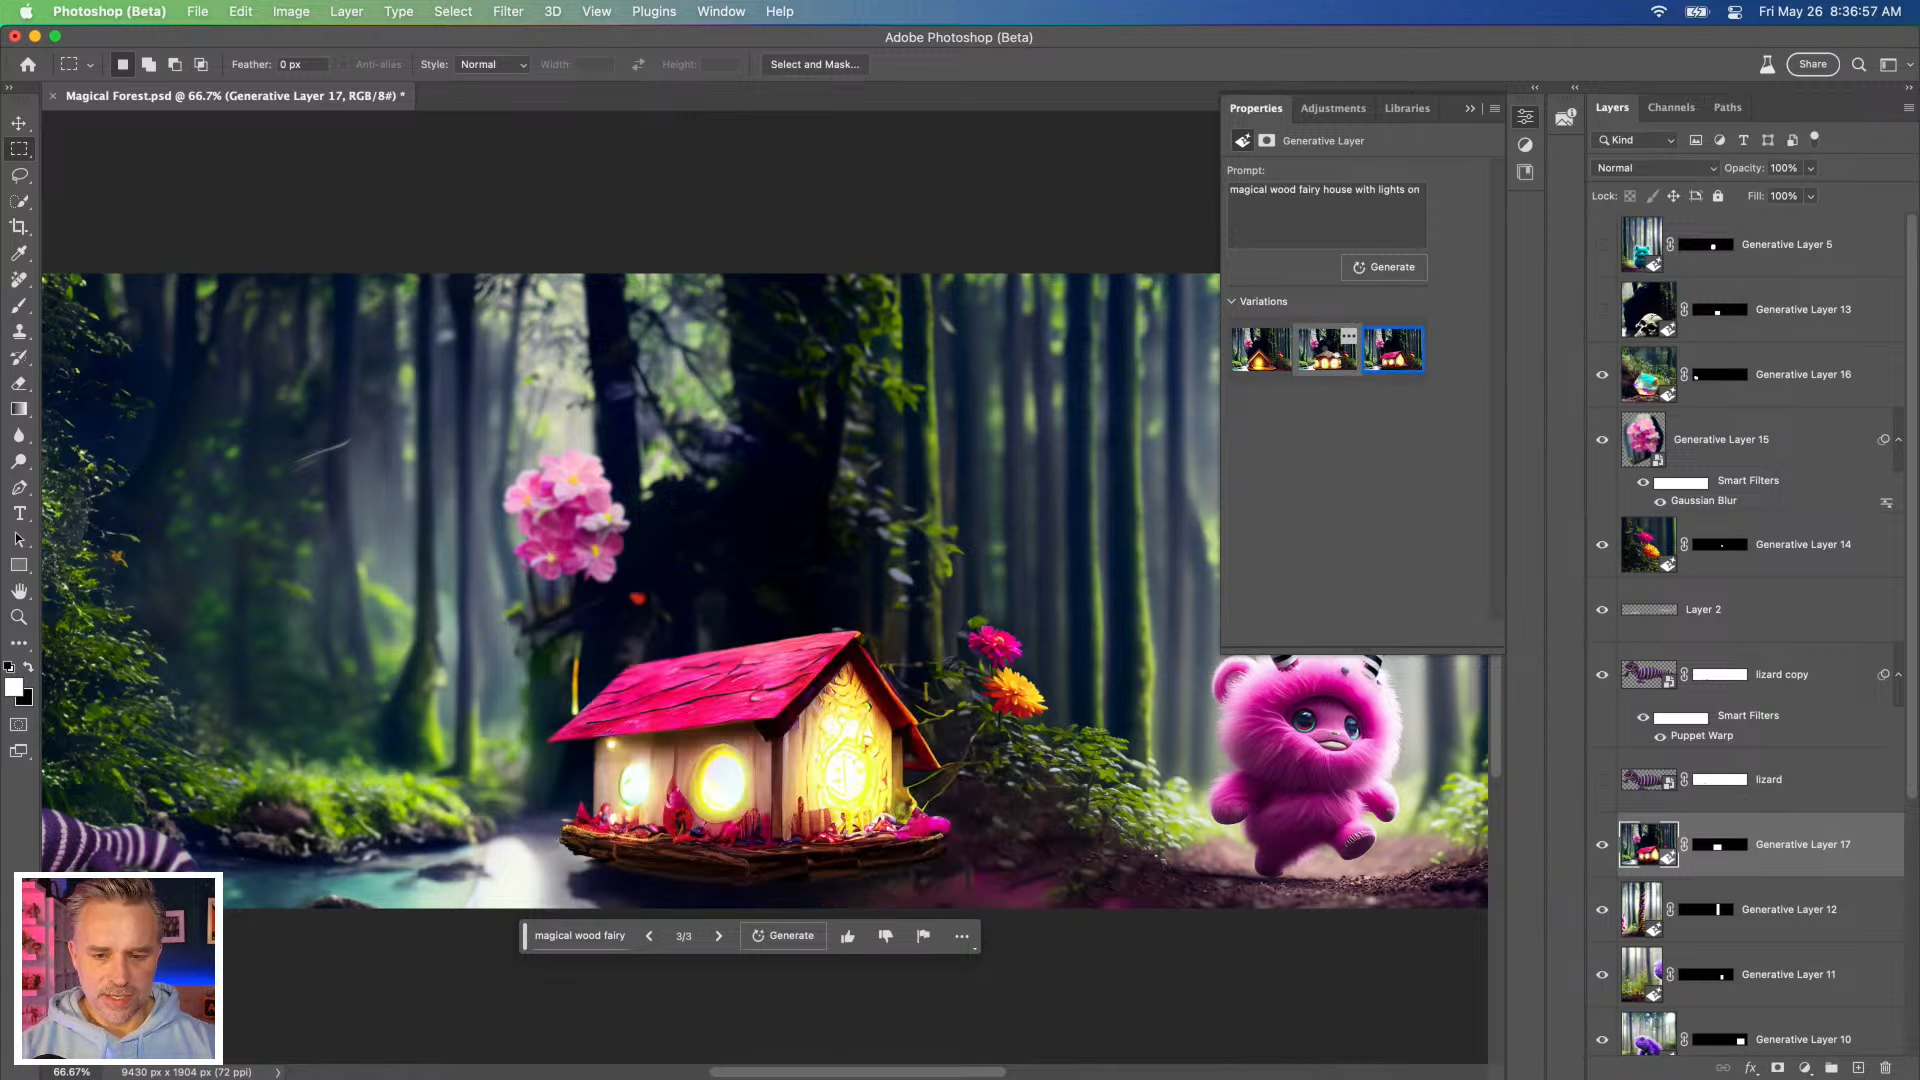 Photoshop (Beta) File Edit Image Layer Type Select Filter 3D View Plugins Window Help Fri May 26 8:36:57 AM
Adobe Photoshop (Beta)
Feather: 0 px Anti-alias Style: Normal Width: Height: Select and Mask... Share
Magical Forest.psd @ 66.7% (Generative Layer 17, RGB/8#) *
Properties Adjustments Libraries
Generative Layer
Prompt:
magical wood fairy house with lights on
Generate
Variations
Layers Channels Paths
Kind
Normal Opacity: 100%
Lock: Fill: 100%
Generative Layer 5
Generative Layer 13
Generative Layer 16
Generative Layer 15
Smart Filters
Gaussian Blur
Generative Layer 14
Layer 2
lizard copy
Smart Filters
Puppet Warp
lizard
Generative Layer 17
Generative Layer 12
Generative Layer 11
Generative Layer 10
magical wood fairy 3/3 Generate
66.67% 9430 px x 1904 px (72 ppi)